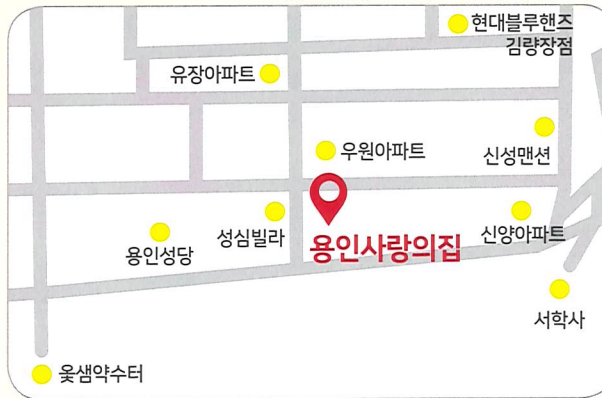 현대블루핸즈
김량장점
유장아파트
우원아파트
신성맨션
용인성당
성심빌라
용인사랑의집
신양아파트
서학사
옻샘약수터